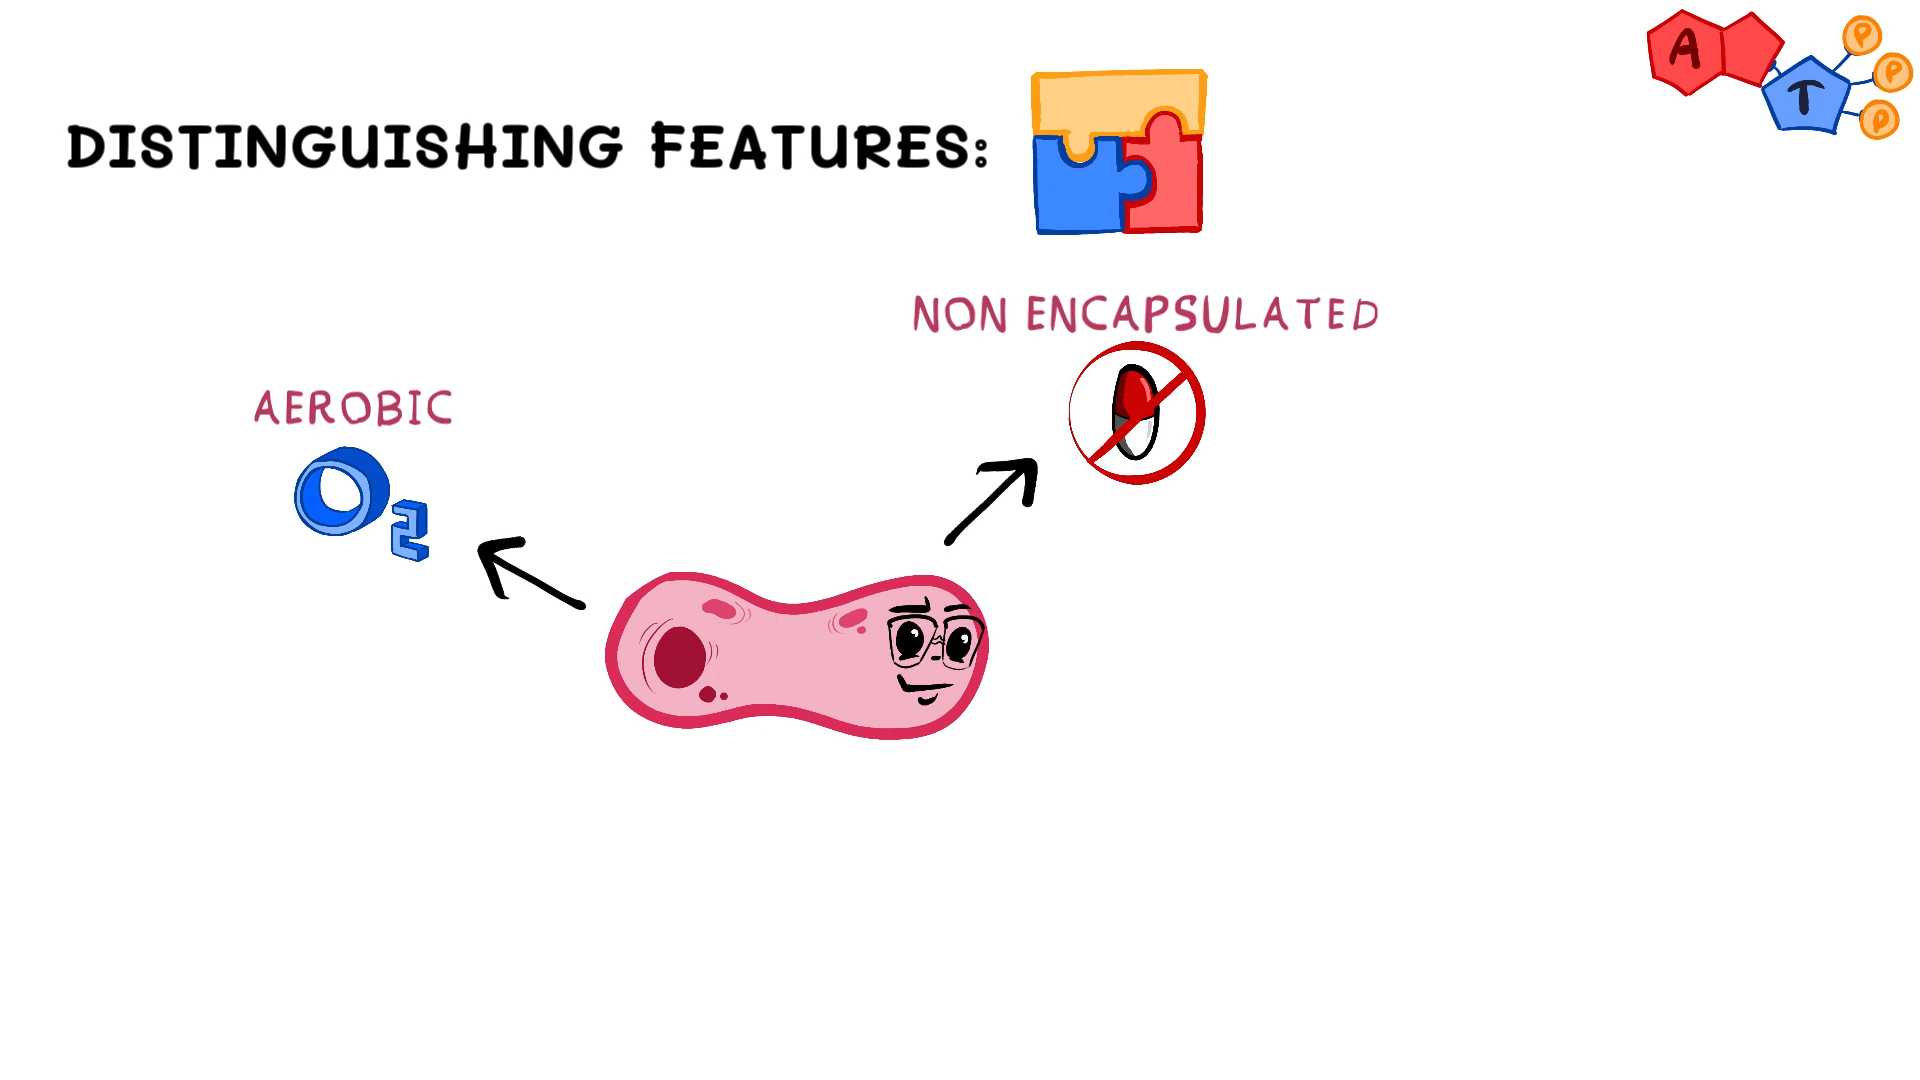 DISTINGUISHING FEATURES:
A T P P P
NON ENCAPSULATED
AEROBIC
O2